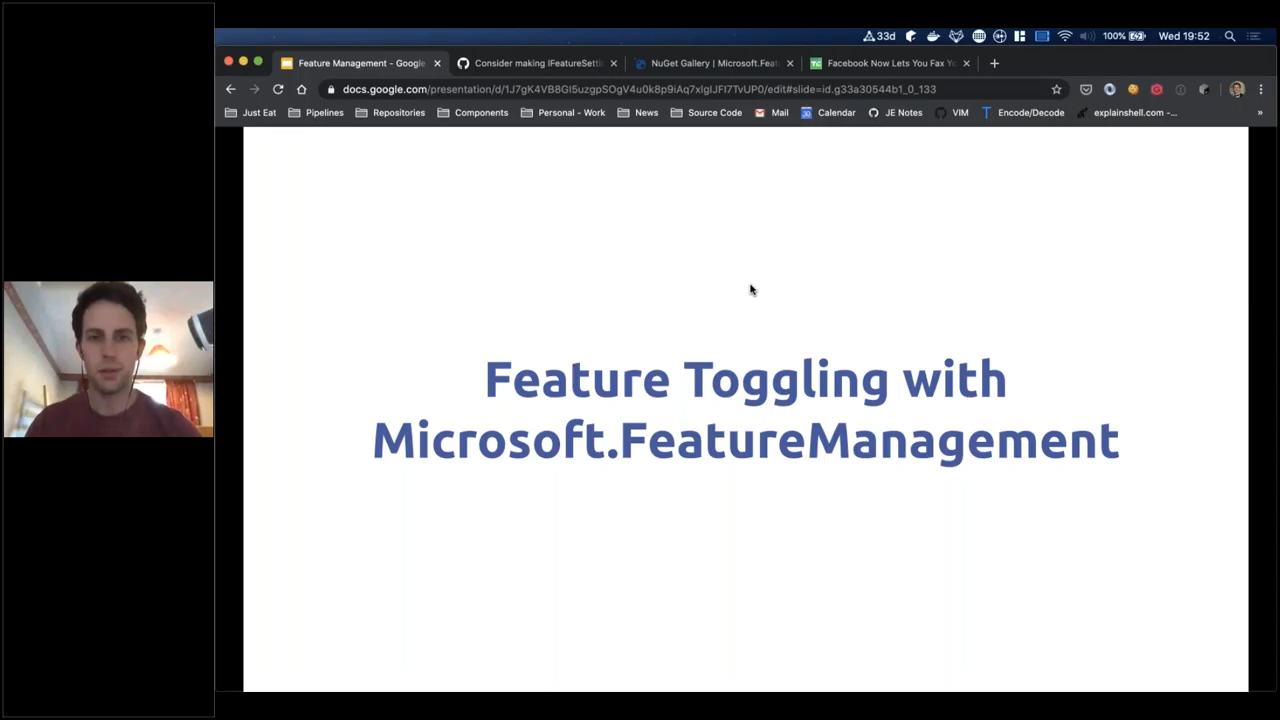 33d
100%
Wed 19:52
Feature Management - Google
Consider making IFeatureSetti
NuGet Gallery | Microsoft.Feat
Facebook Now Lets You Fax Yo
docs.google.com/presentation/d/1J7gK4VB8Gl5uzgpSOgV4u0k8p9iAq7xIglJFI7TvUP0/edit#slide=id.g33a30544b1_0_133
Just Eat
Pipelines
Repositories
Components
Personal - Work
News
Source Code
Mail
Calendar
JE Notes
VIM
Encode/Decode
explainshell.com -...
Feature Toggling with
Microsoft.FeatureManagement